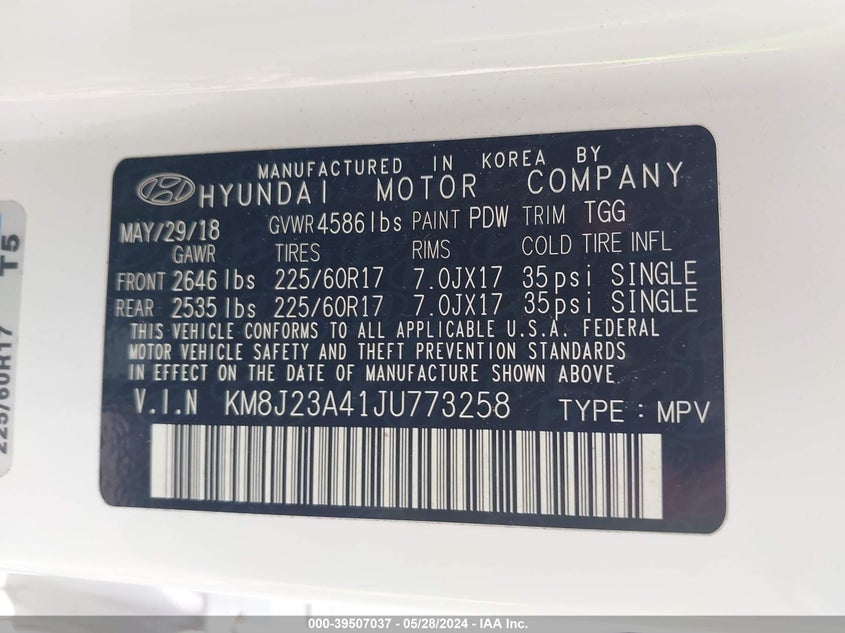 MANUFACTURED IN KOREA BY
HYUNDAI MOTOR COMPANY
MAY/29/18 GVWR 4586 lbs PAINT PDW TRIM TGG
GAWR TIRES RIMS COLD TIRE INFL
FRONT 2646 lbs 225/60R17 7.0JX17 35psi SINGLE
REAR 2535 lbs 225/60R17 7.0JX17 35psi SINGLE
THIS VEHICLE CONFORMS TO ALL APPLICABLE U.S.A. FEDERAL
MOTOR VEHICLE SAFETY AND THEFT PREVENTION STANDARDS
IN EFFECT ON THE DATE OF MANUFACTURE SHOWN ABOVE.
V.I.N KM8J23A41JU773258 TYPE : MPV
225/60R17 T5
000-39507037 - 05/28/2024 - IAA Inc.